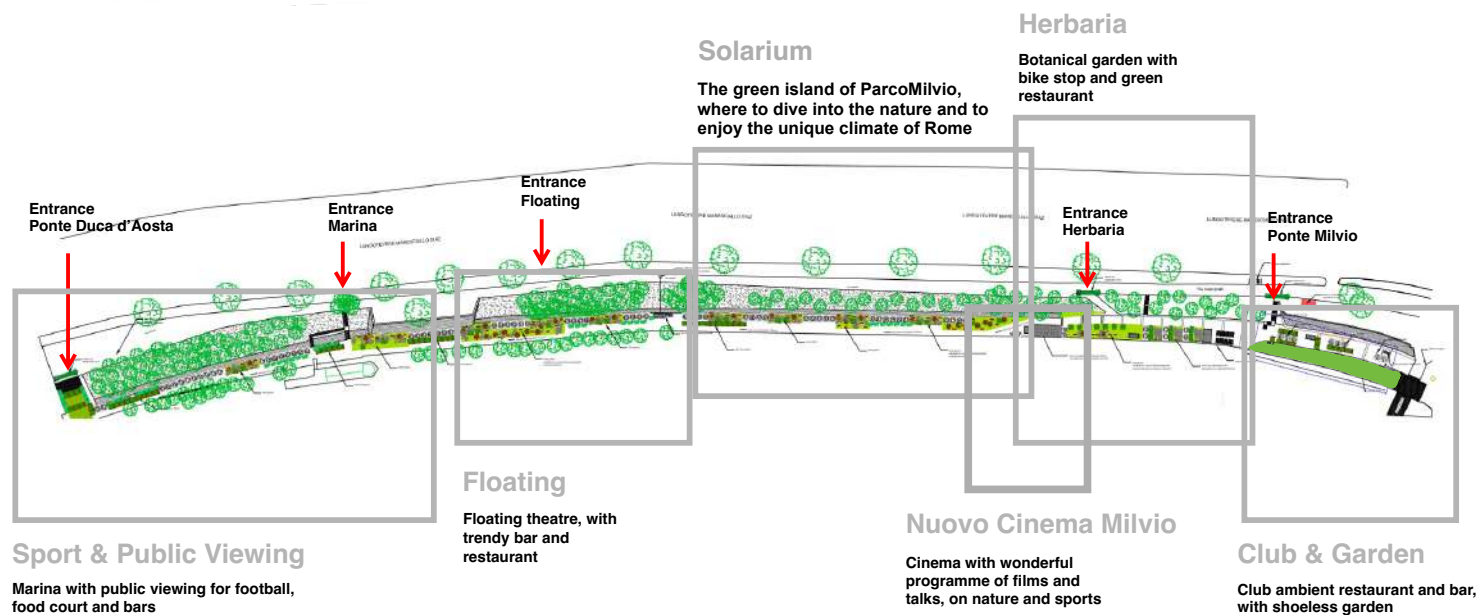 Herbaria
Botanical garden with
bike stop and green
restaurant
Solarium
The green island of ParcoMilvio,
where to dive into the nature and to
enjoy the unique climate of Rome
Entrance
Ponte Duca d’Aosta
Entrance
Marina
Entrance
Floating
Entrance
Herbaria
Entrance
Ponte Milvio
Floating
Floating theatre, with
trendy bar and
restaurant
Nuovo Cinema Milvio
Cinema with wonderful
programme of films and
talks, on nature and sports
Sport & Public Viewing
Marina with public viewing for football,
food court and bars
Club & Garden
Club ambient restaurant and bar,
with shoeless garden